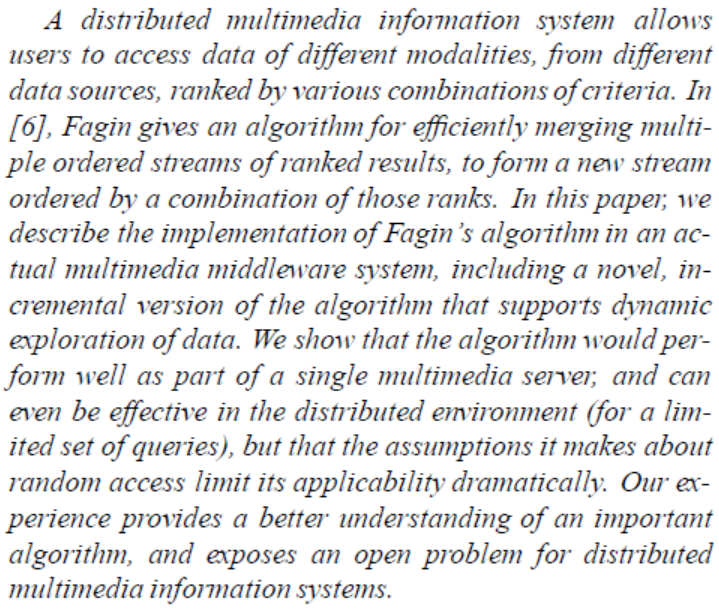 A distributed multimedia information system allows
users to access data of different modalities, from different
data sources, ranked by various combinations of criteria. In
[6], Fagin gives an algorithm for efficiently merging multi-
ple ordered streams of ranked results, to form a new stream
ordered by a combination of those ranks. In this paper, we
describe the implementation of Fagin's algorithm in an ac-
tual multimedia middleware system, including a novel, in-
cremental version of the algorithm that supports dynamic
exploration of data. We show that the algorithm would per-
form well as part of a single multimedia server, and can
even be effective in the distributed environment (for a lim-
ited set of queries), but that the assumptions it makes about
random access limit its applicability dramatically. Our ex-
perience provides a better understanding of an important
algorithm, and exposes an open problem for distributed
multimedia information systems.